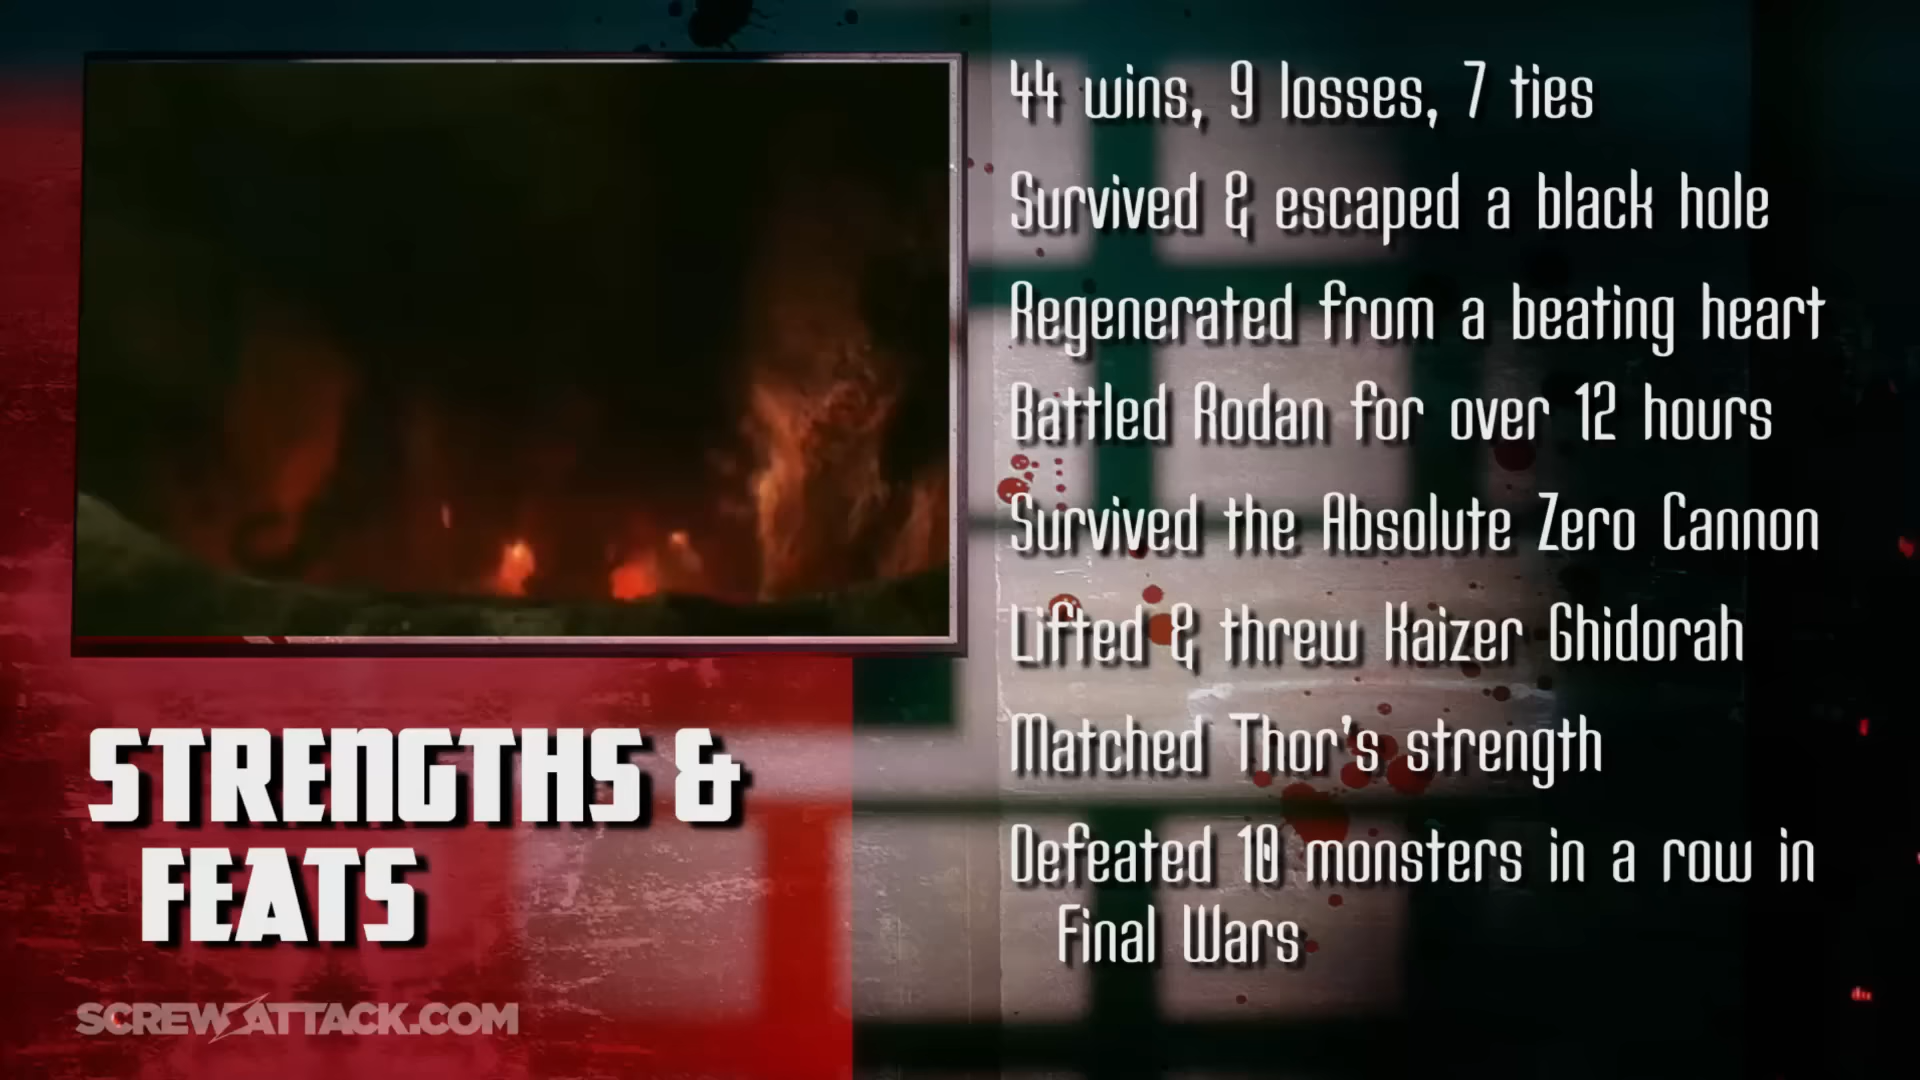 44 wins, 9 losses, 7 ties
Survived & escaped a black hole
Regenerated from a beating heart
Battled Rodan for over 12 hours
Survived the Absolute Zero Cannon
Lifted & threw Kaizer Ghidorah
Matched Thor's strength
Defeated 10 monsters in a row in
Final Wars
STRENGTHS &
FEATS
SCREWATTACK.COM